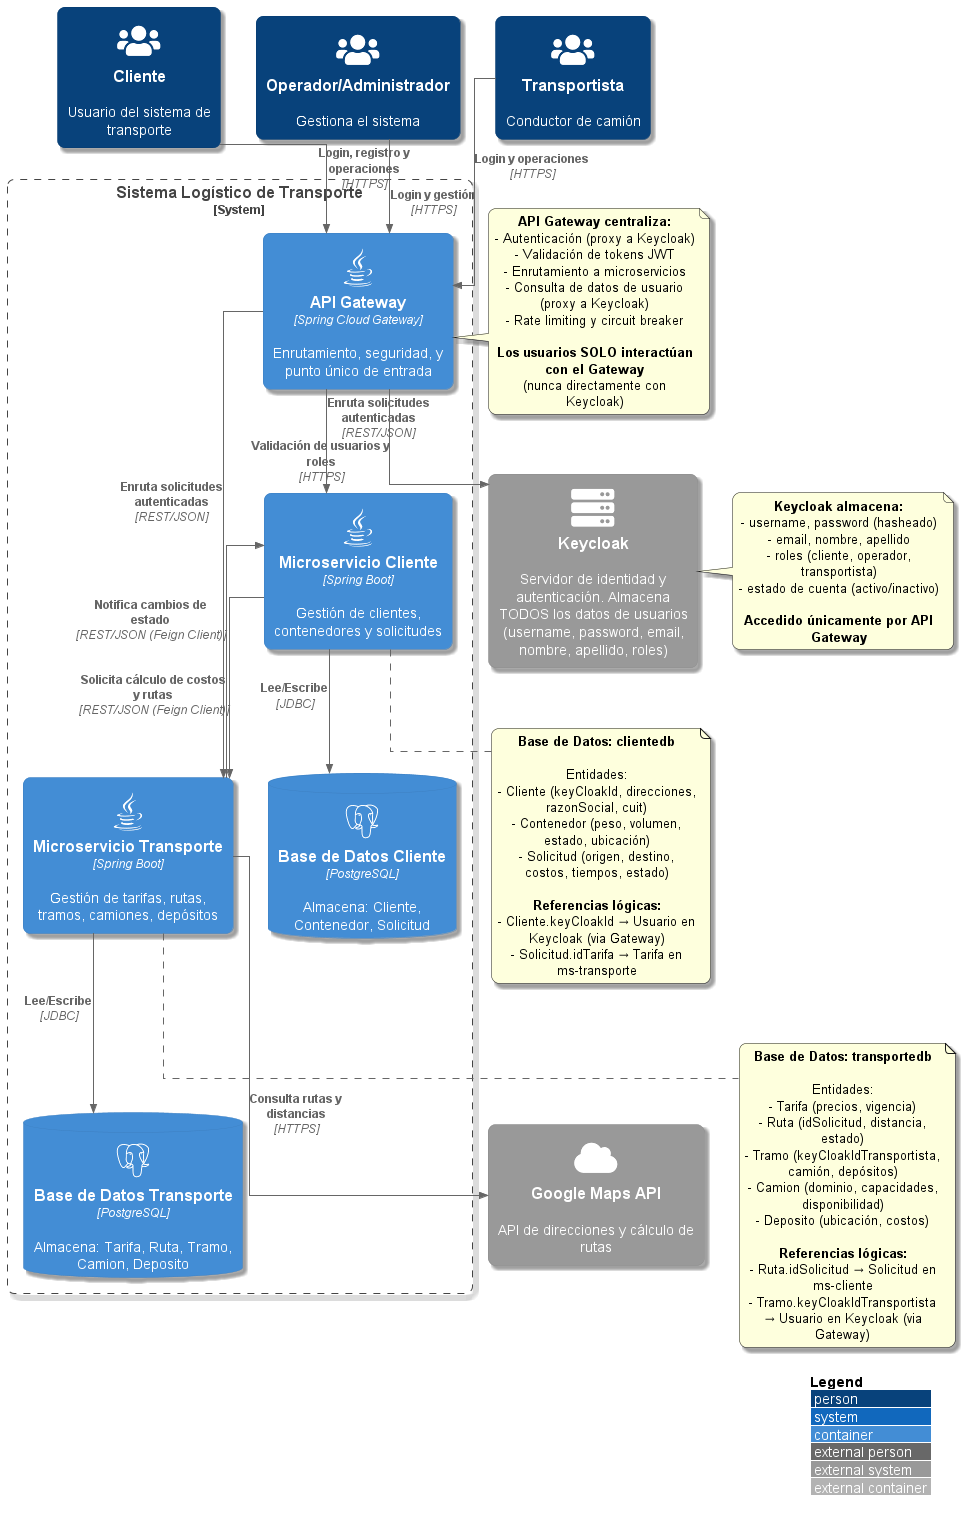 Cliente
Usuario del sistema de
transporte
Operador/Administrador
Gestiona el sistema
Transportista
Conductor de camión
Login, registro y
operaciones
[HTTPS]
Login y gestión
[HTTPS]
Login y operaciones
[HTTPS]
Sistema Logístico de Transporte
[System]
API Gateway
[Spring Cloud Gateway]
Enrutamiento, seguridad, y
punto único de entrada
API Gateway centraliza:
- Autenticación (proxy a Keycloak)
- Validación de tokens JWT
- Enrutamiento a microservicios
- Consulta de datos de usuario
(proxy a Keycloak)
- Rate limiting y circuit breaker
Los usuarios SOLO interactúan
con el Gateway
(nunca directamente con
Keycloak)
Enruta solicitudes
autenticadas
[REST/JSON]
Validación de usuarios y
roles
[HTTPS]
Enruta solicitudes
autenticadas
[REST/JSON]
Microservicio Cliente
[Spring Boot]
Gestión de clientes,
contenedores y solicitudes
Keycloak
Servidor de identidad y
autenticación. Almacena
TODOS los datos de usuarios
(username, password, email,
nombre, apellido, roles)
Keycloak almacena:
- username, password (hasheado)
- email, nombre, apellido
- roles (cliente, operador,
transportista)
- estado de cuenta (activo/inactivo)
Accedido únicamente por API
Gateway
Notifica cambios de
estado
[REST/JSON (Feign Client)]
Solicita cálculo de costos
y rutas
[REST/JSON (Feign Client)]
Lee/Escribe
[JDBC]
Base de Datos: clientedb
Entidades:
- Cliente (keyCloakId, direcciones,
razonSocial, cuit)
- Contenedor (peso, volumen,
estado, ubicación)
- Solicitud (origen, destino,
costos, tiempos, estado)
Referencias lógicas:
- Cliente.keyCloakId → Usuario en
Keycloak (via Gateway)
- Solicitud.idTarifa → Tarifa en
ms-transporte
Microservicio Transporte
[Spring Boot]
Gestión de tarifas, rutas,
tramos, camiones, depósitos
Base de Datos Cliente
[PostgreSQL]
Almacena: Cliente,
Contenedor, Solicitud
Lee/Escribe
[JDBC]
Consulta rutas y
distancias
[HTTPS]
Base de Datos Transporte
[PostgreSQL]
Almacena: Tarifa, Ruta, Tramo,
Camion, Deposito
Google Maps API
API de direcciones y cálculo de
rutas
Base de Datos: transportedb
Entidades:
- Tarifa (precios, vigencia)
- Ruta (idSolicitud, distancia,
estado)
- Tramo (keyCloakIdTransportista,
camión, depósitos)
- Camion (dominio, capacidades,
disponibilidad)
- Deposito (ubicación, costos)
Referencias lógicas:
- Ruta.idSolicitud → Solicitud en
ms-cliente
- Tramo.keyCloakIdTransportista
→ Usuario en Keycloak (via
Gateway)
Legend
person
system
container
external person
external system
external container